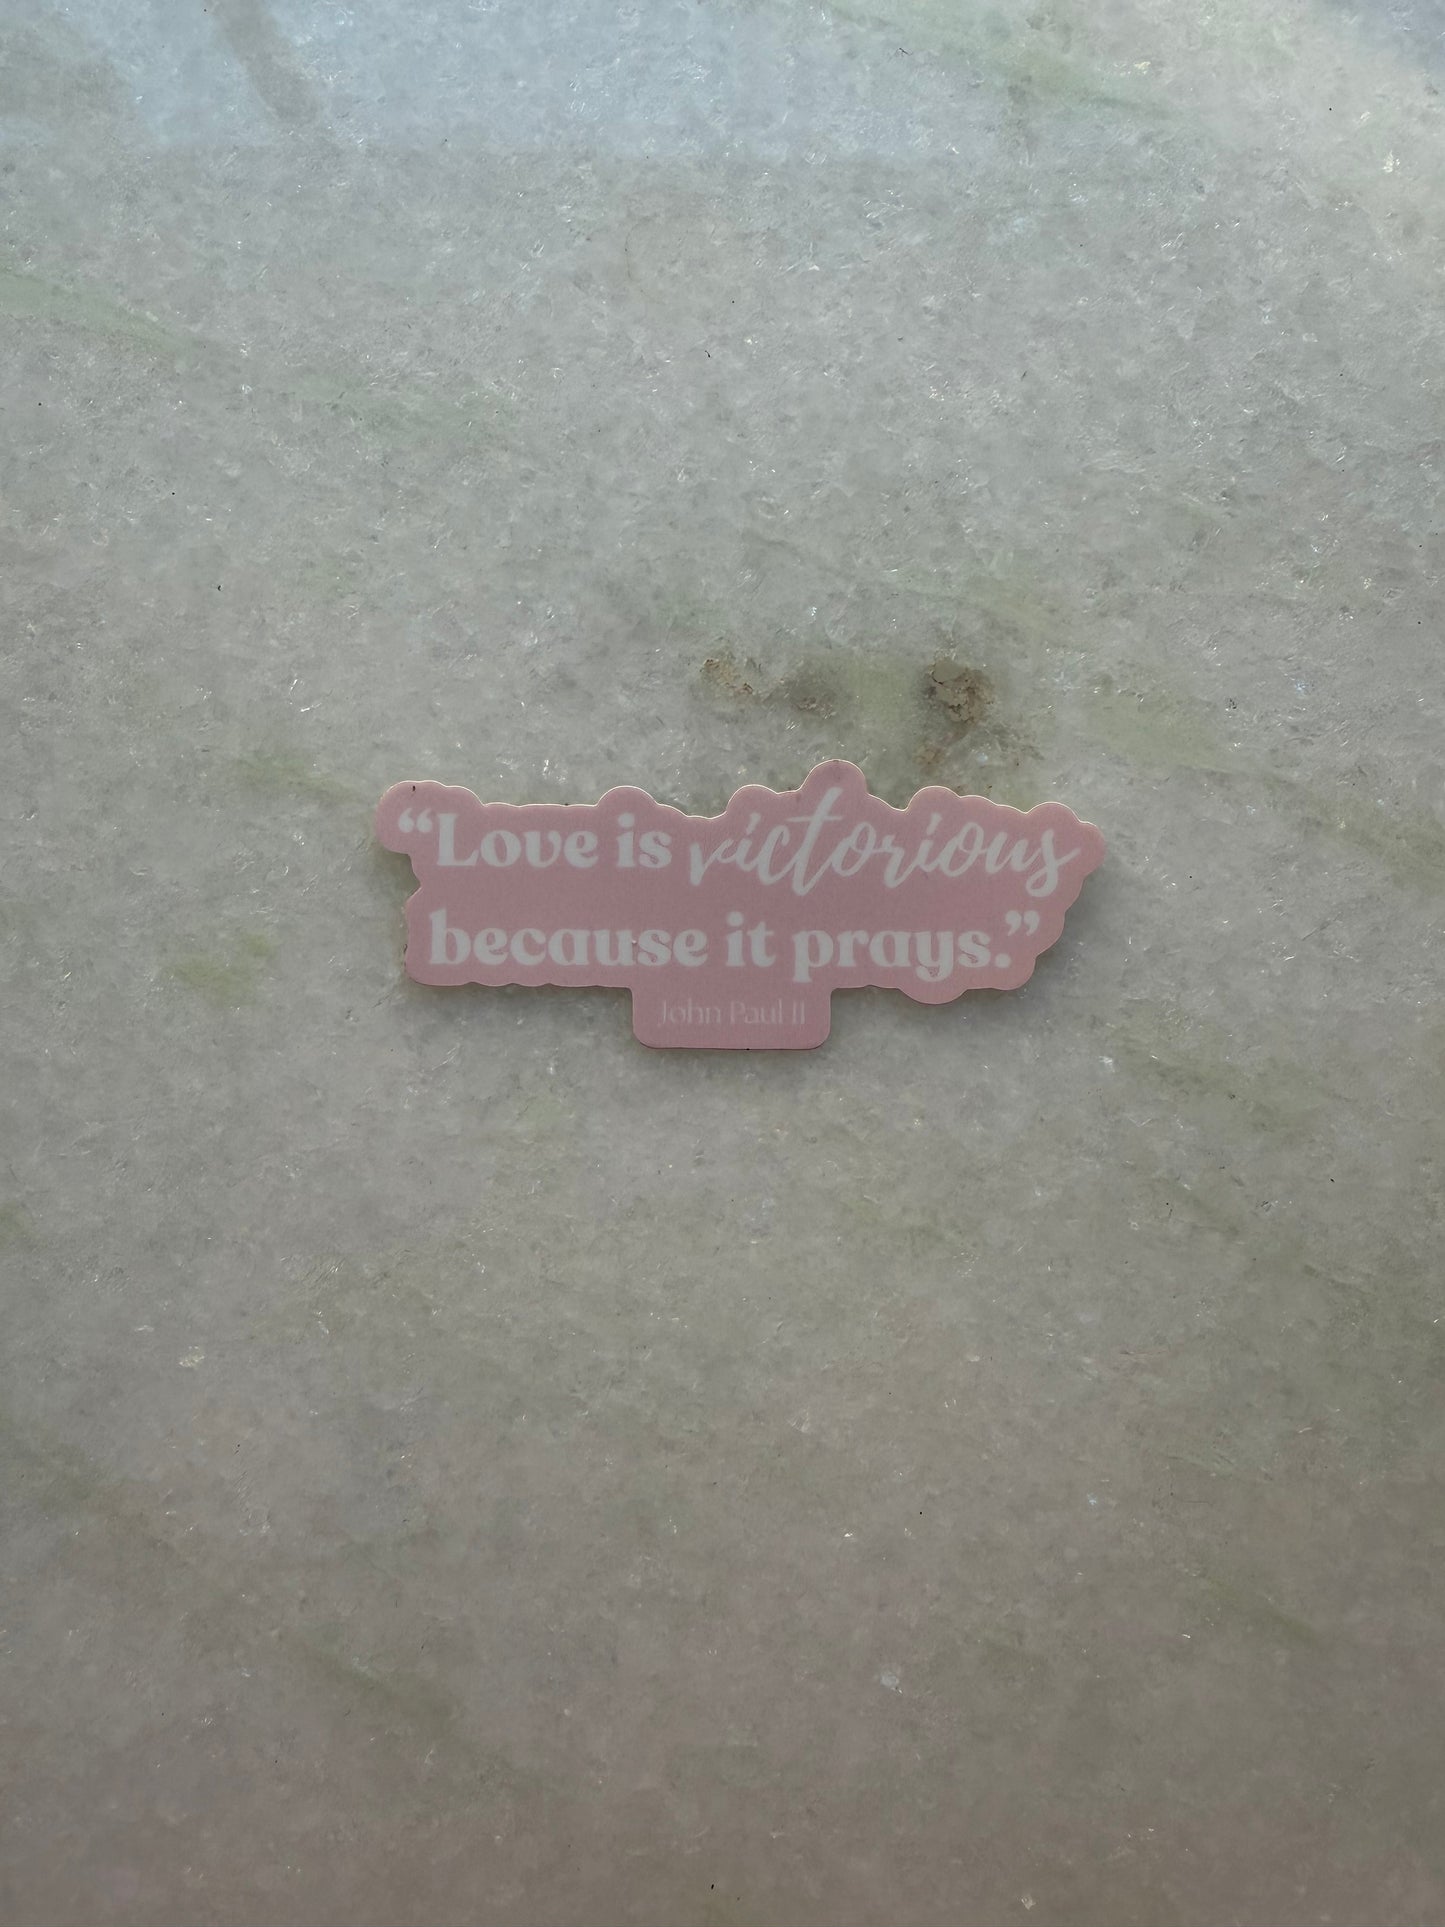 “Love is victorious
because it prays.”
John Paul II